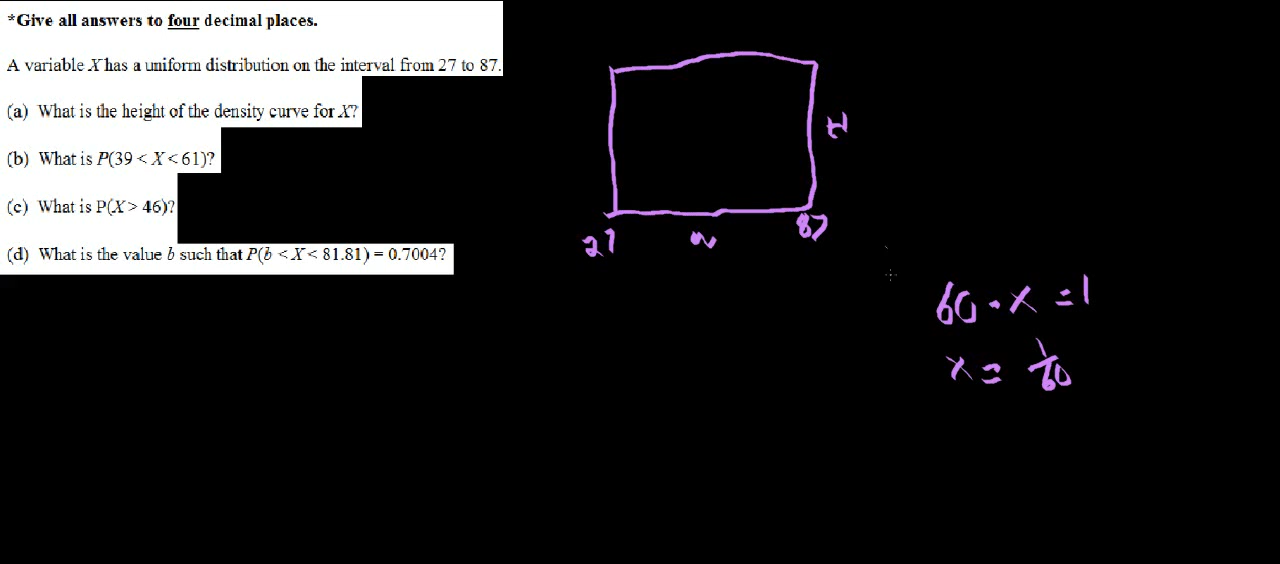 *Give all answers to four decimal places.
A variable X has a uniform distribution on the interval from 27 to 87.
(a) What is the height of the density curve for X?
(b) What is P(39 < X < 61)?
(c) What is P(X > 46)?
(d) What is the value b such that P(b < X < 81.81) = 0.7004?
27
87
60 · x = 1
x = 1/60